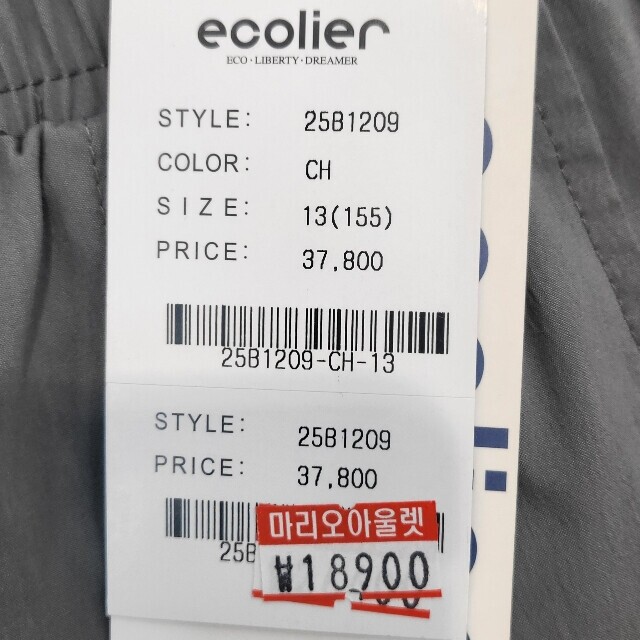 ecolier
ECO·LIBERTY·DREAMER
STYLE: 25B1209
COLOR: CH
SIZE: 13(155)
PRICE: 37,800
25B1209-CH-13
STYLE: 25B1209
PRICE: 37,800
25B
마리오아울렛
₩18900